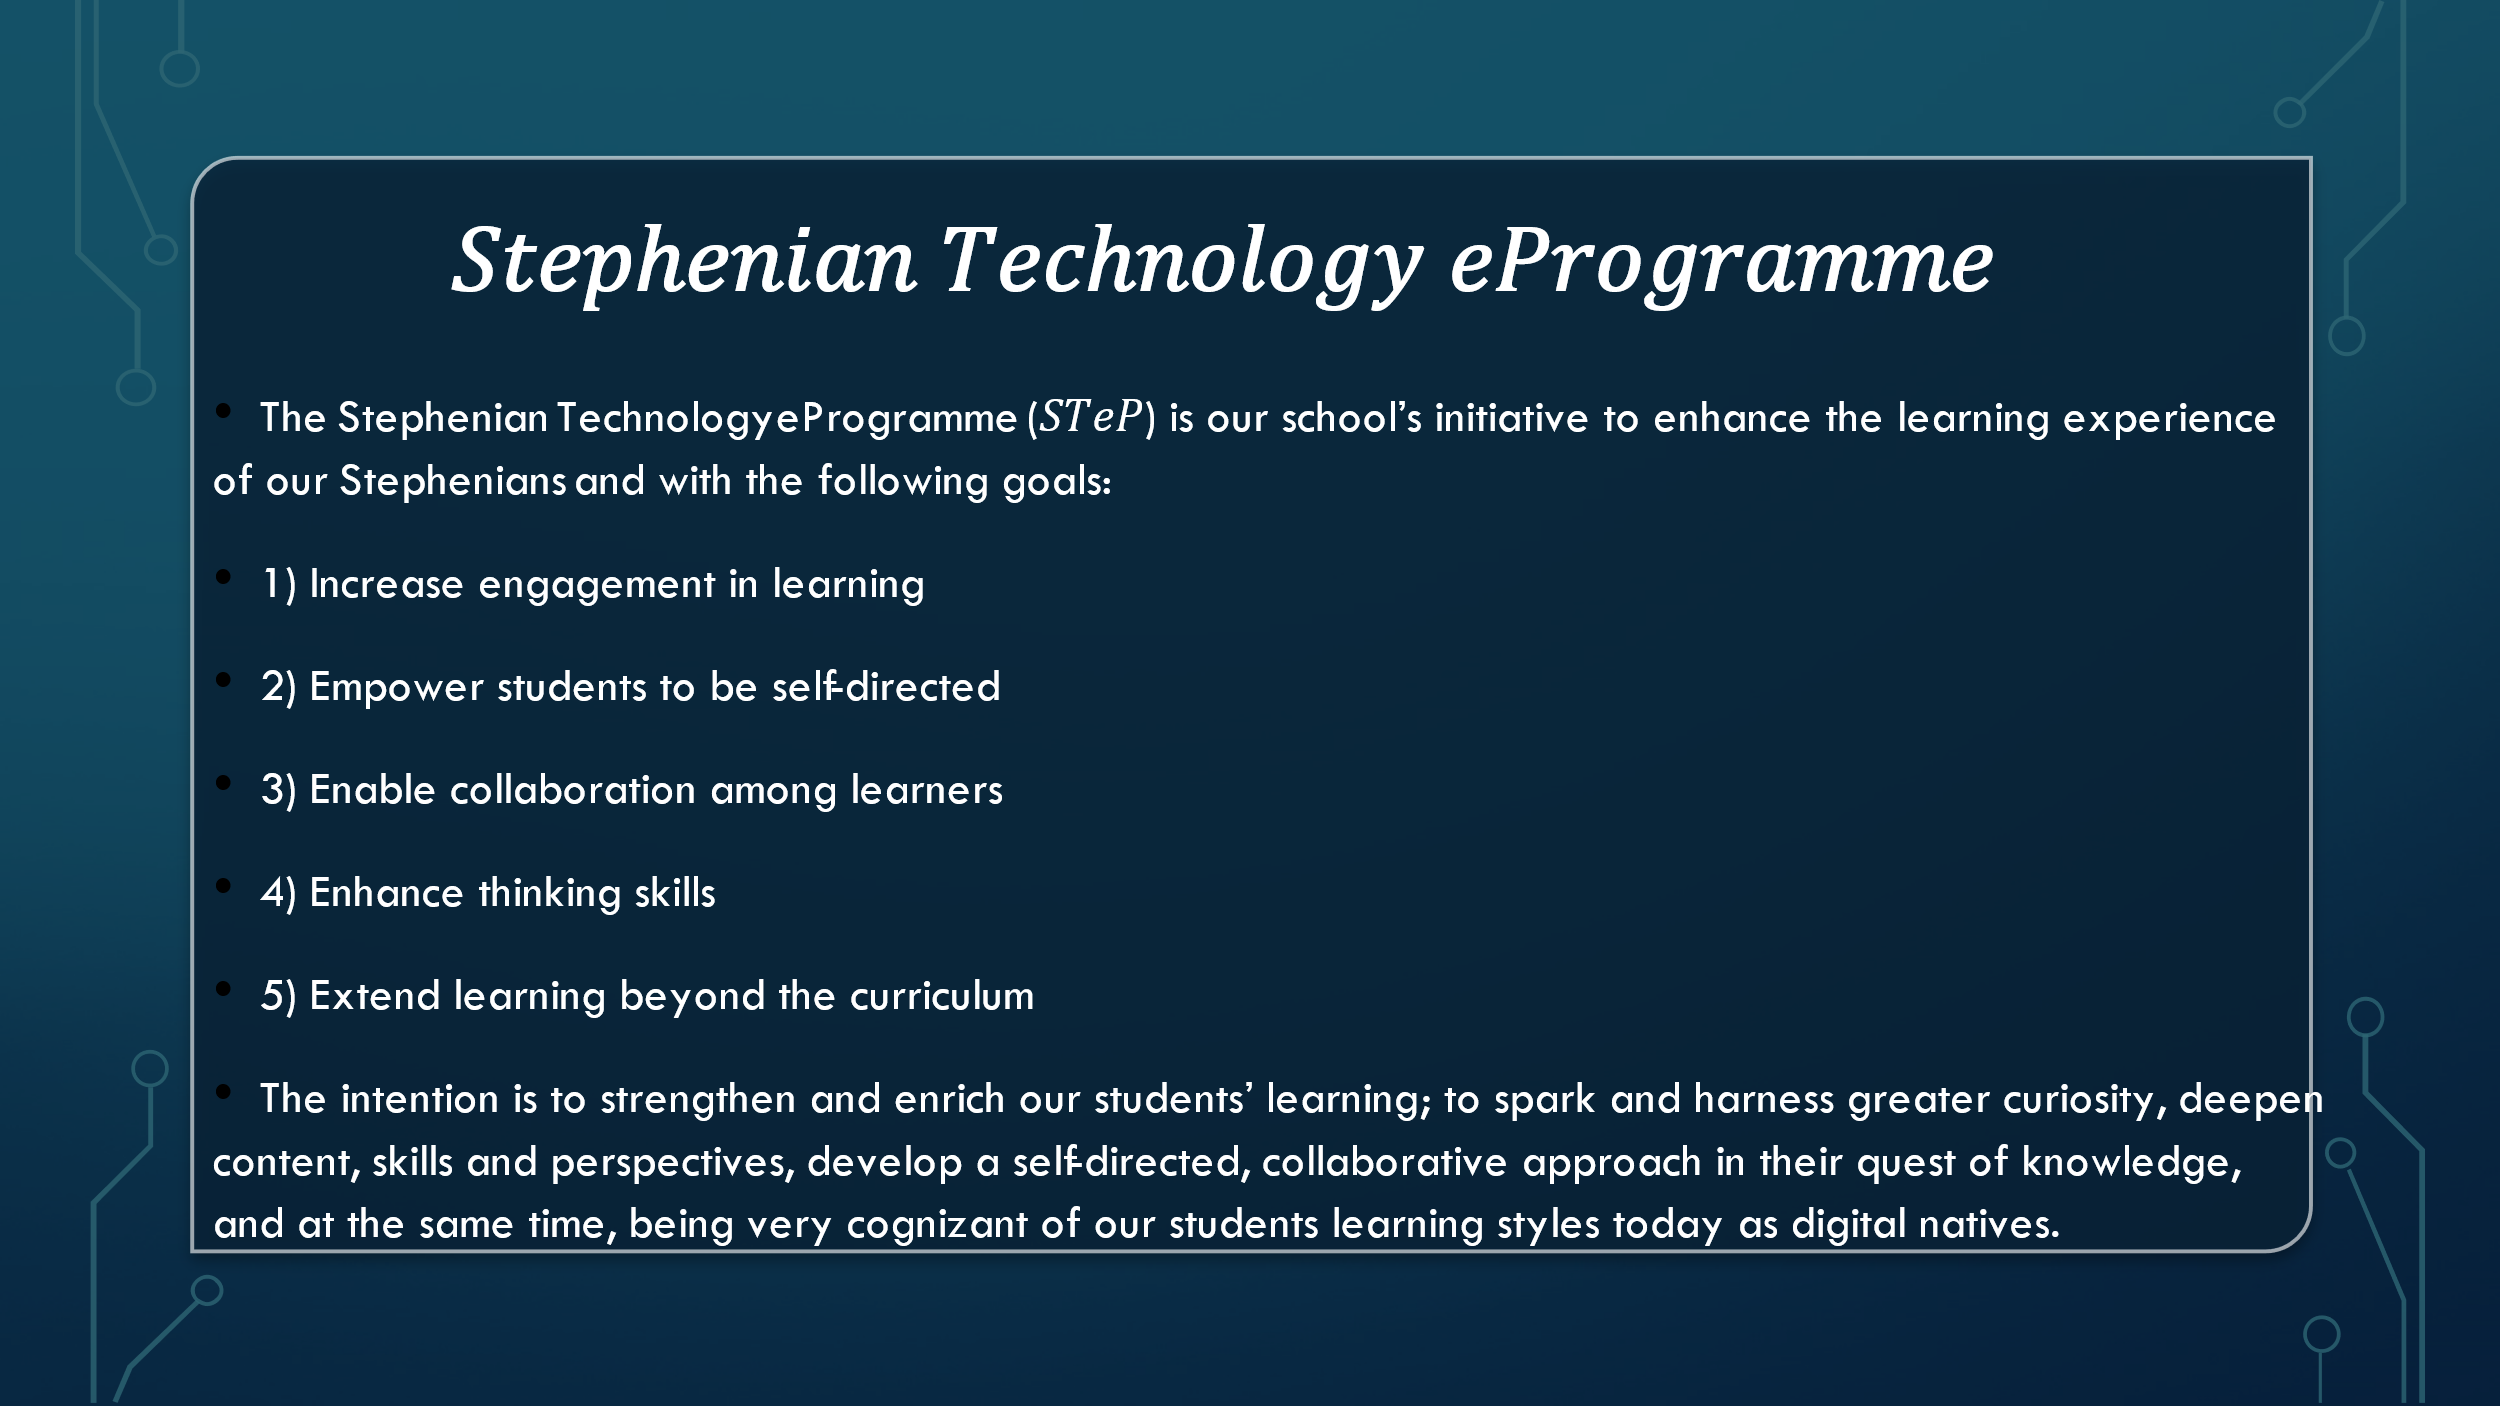 Stephenian Technology eProgramme
• The Stephenian Technology eProgramme (STeP) is our school’s initiative to enhance the learning experience
of our Stephenians and with the following goals:
• 1) Increase engagement in learning
• 2) Empower students to be self-directed
• 3) Enable collaboration among learners
• 4) Enhance thinking skills
• 5) Extend learning beyond the curriculum
• The intention is to strengthen and enrich our students’ learning; to spark and harness greater curiosity, deepen
content, skills and perspectives, develop a self-directed, collaborative approach in their quest of knowledge,
and at the same time, being very cognizant of our students learning styles today as digital natives.